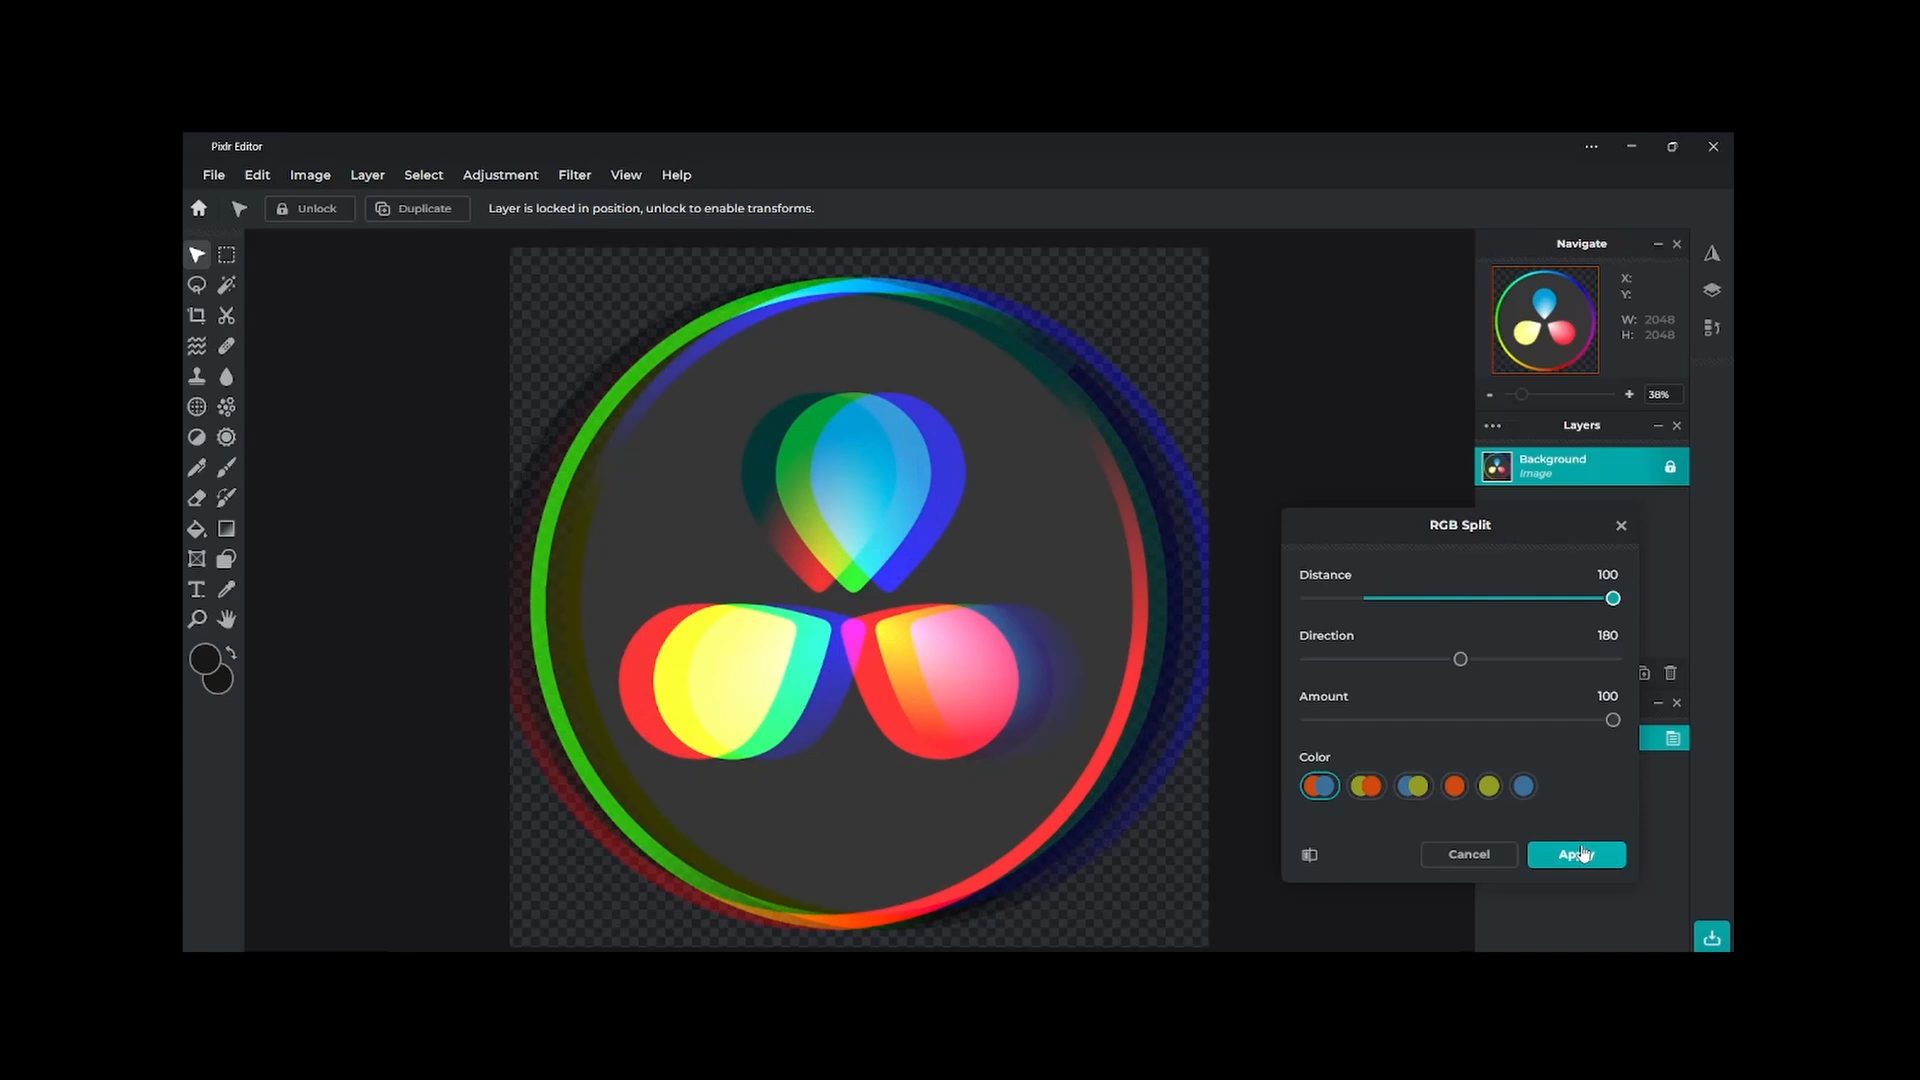 Pixlr Editor
File Edit Image Layer Select Adjustment Filter View Help
Unlock Duplicate Layer is locked in position, unlock to enable transforms.
Navigate
X:
Y:
W: 2048
H: 2048
38%
Layers
Background
Image
RGB Split
Distance 100
Direction 180
Amount 100
Color
Cancel